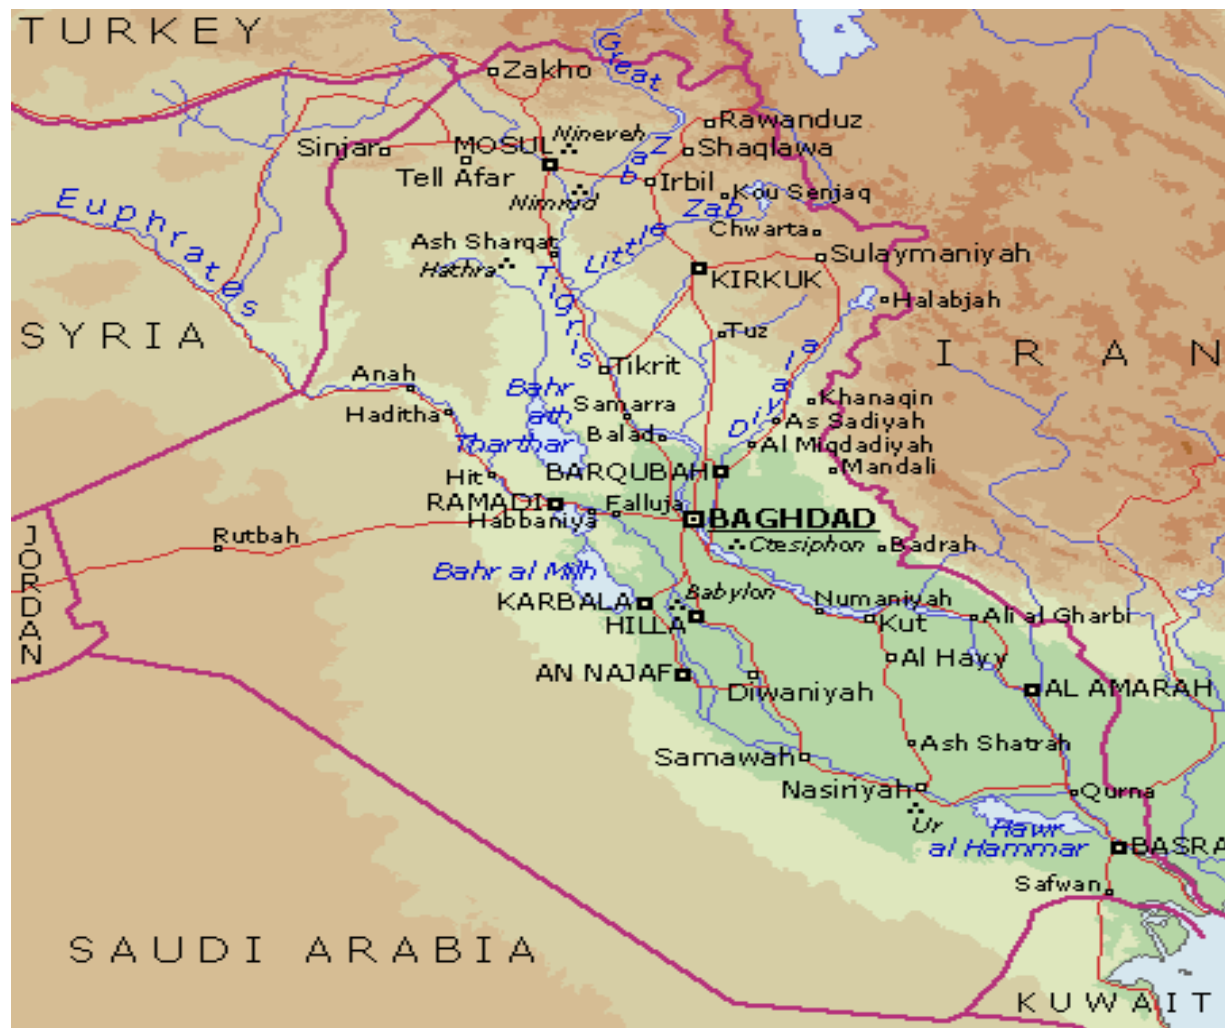 TURKEY
Great
Zab
Zakho
Rawanduz
Nineveh
Sinjar
MOSUL
Shaqlawa
Tell Afar
Irbil
Kou Senjaq
Nimrud
Euphrates
Little Zab
Chwarta
Ash Sharqat
Sulaymaniyah
Hathra
Tigris
KIRKUK
Halabjah
SYRIA
Tuz
IRAN
Tikrit
Anah
Diyala
Bahr
ath
Tharthar
Khanaqin
Haditha
Samarra
As Sadiyah
Balad
Al Miqdadiyah
Hit
BARQUBAH
Mandali
RAMADI
Falluja
Habbaniya
BAGHDAD
JORDAN
Rutbah
Ctesiphon
Badrah
Bahr al Milh
Babylon
KARBALA
Numaniyah
Ali al Gharbi
HILLA
Kut
Al Hayy
AN NAJAF
Diwaniyah
AL AMARAH
Ash Shatrah
Samawah
Nasiriyah
Qurna
Ur
Hawr
al Hammar
BASRA
Safwan
SAUDI ARABIA
KUWAIT